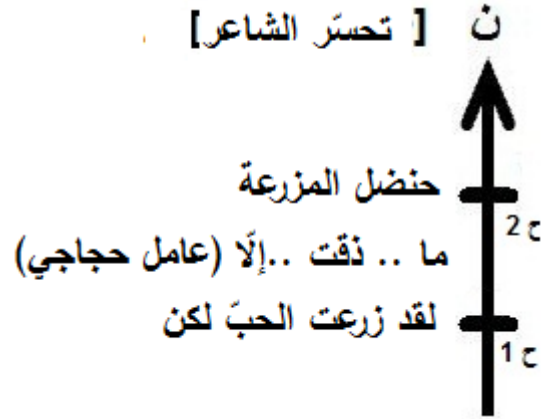 ن [ تحسّر الشاعر]
حنضل المزرعة
ح2
ما .. ذقت ..إلّا (عامل حجاجي)
لقد زرعت الحبّ لكن
ح1